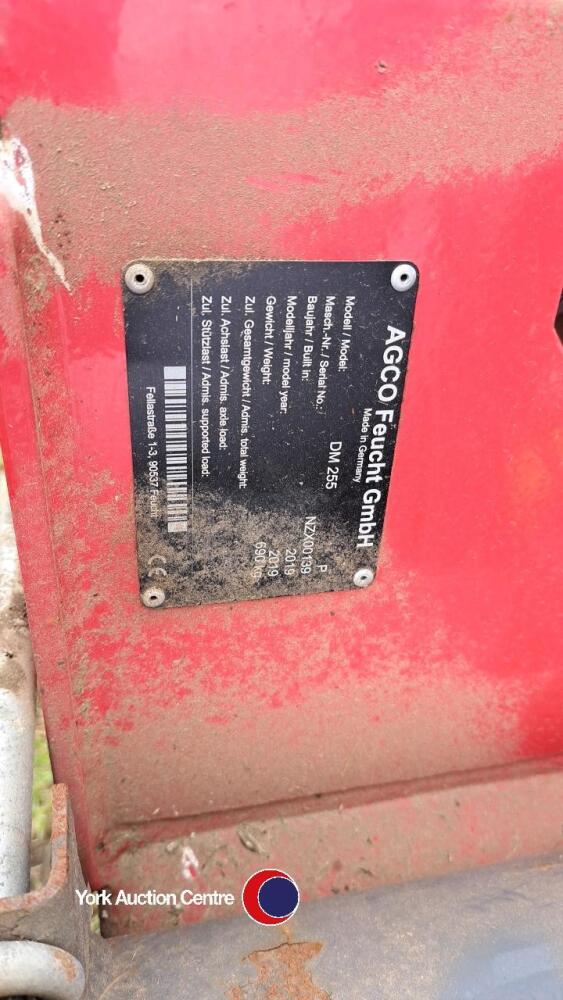 AGCO Feucht GmbH
Made in Germany
Modell / Model: DM 255 P
Masch.-Nr. / Serial No.: NZX00139
Baujahr / Built in: 2019
Modelljahr / model year: 2019
Gewicht / Weight: 690 kg
Zul. Gesamtgewicht / Admis. total weight:
Zul. Achslast / Admis. axle load:
Zul. Stützlast / Admis. supported load:
Fellastraße 1-3, 90537 Feucht
CE
York Auction Centre